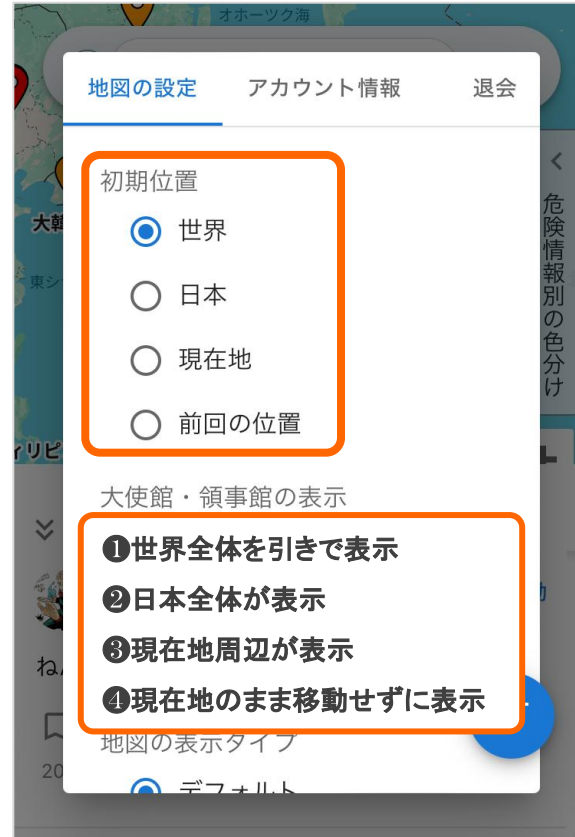 オホーツク海
地図の設定 アカウント情報 退会
初期位置
世界
日本
現在地
前回の位置
危険情報別の色分け
大韓
東シ
ィリピ
大使館・領事館の表示
❶世界全体を引きで表示
❷日本全体が表示
❸現在地周辺が表示
❹現在地のまま移動せずに表示
ね
20
地図の表示タイプ
デフォルト